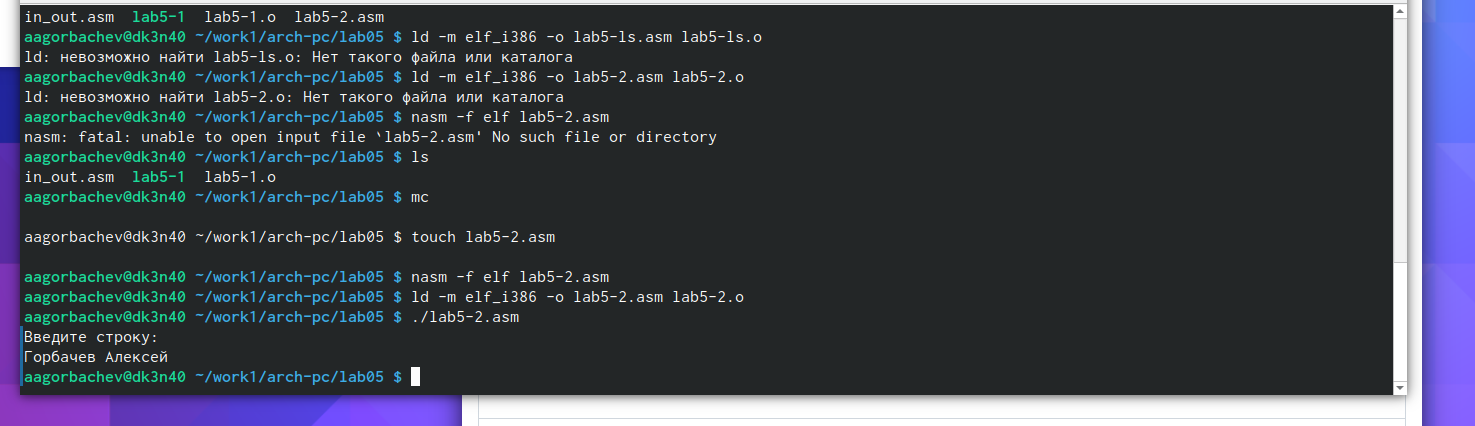 in_out.asm  lab5-1  lab5-1.o  lab5-2.asm
aagorbachev@dk3n40 ~/work1/arch-pc/lab05 $ ld -m elf_i386 -o lab5-ls.asm lab5-ls.o
ld: невозможно найти lab5-ls.o: Нет такого файла или каталога
aagorbachev@dk3n40 ~/work1/arch-pc/lab05 $ ld -m elf_i386 -o lab5-2.asm lab5-2.o
ld: невозможно найти lab5-2.o: Нет такого файла или каталога
aagorbachev@dk3n40 ~/work1/arch-pc/lab05 $ nasm -f elf lab5-2.asm
nasm: fatal: unable to open input file `lab5-2.asm' No such file or directory
aagorbachev@dk3n40 ~/work1/arch-pc/lab05 $ ls
in_out.asm  lab5-1  lab5-1.o
aagorbachev@dk3n40 ~/work1/arch-pc/lab05 $ mc
aagorbachev@dk3n40 ~/work1/arch-pc/lab05 $ touch lab5-2.asm
aagorbachev@dk3n40 ~/work1/arch-pc/lab05 $ nasm -f elf lab5-2.asm
aagorbachev@dk3n40 ~/work1/arch-pc/lab05 $ ld -m elf_i386 -o lab5-2.asm lab5-2.o
aagorbachev@dk3n40 ~/work1/arch-pc/lab05 $ ./lab5-2.asm
Введите строку:
Горбачев Алексей
aagorbachev@dk3n40 ~/work1/arch-pc/lab05 $